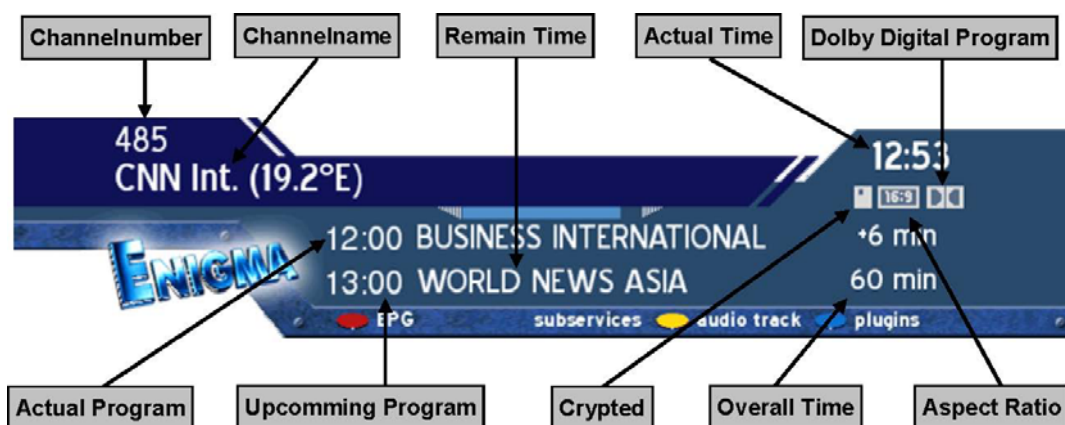 Channelnumber Channelname Remain Time Actual Time Dolby Digital Program
485
CNN Int. (19.2°E)
12:53
16:9
12:00 BUSINESS INTERNATIONAL +6 min
13:00 WORLD NEWS ASIA 60 min
ENIGMA
EPG subservices audio track plugins
Actual Program Upcomming Program Crypted Overall Time Aspect Ratio